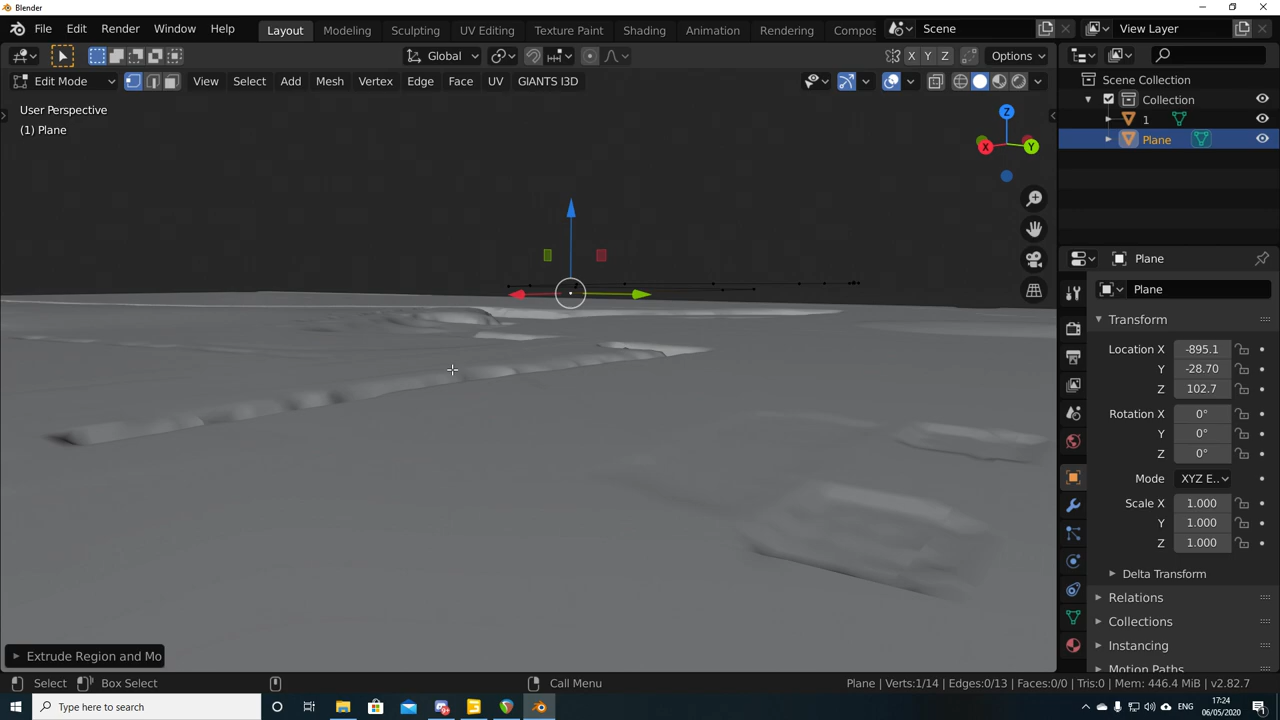 Blender
File Edit Render Window Help Layout Modeling Sculpting UV Editing Texture Paint Shading Animation Rendering Compos Scene View Layer
Global X Y Z Options
Edit Mode View Select Add Mesh Vertex Edge Face UV GIANTS I3D
User Perspective
(1) Plane
Z
X Y
Scene Collection
Collection
1
Plane
Plane
Plane
Transform
Location X -895.1
Y -28.70
Z 102.7
Rotation X 0°
Y 0°
Z 0°
Mode XYZ E..
Scale X 1.000
Y 1.000
Z 1.000
Delta Transform
Relations
Collections
Instancing
Motion Paths
Extrude Region and Mo
Select Box Select Call Menu Plane | Verts:1/14 | Edges:0/13 | Faces:0/0 | Tris:0 | Mem: 446.4 MiB | v2.82.7
Type here to search
ENG
17:24
06/05/2020
1